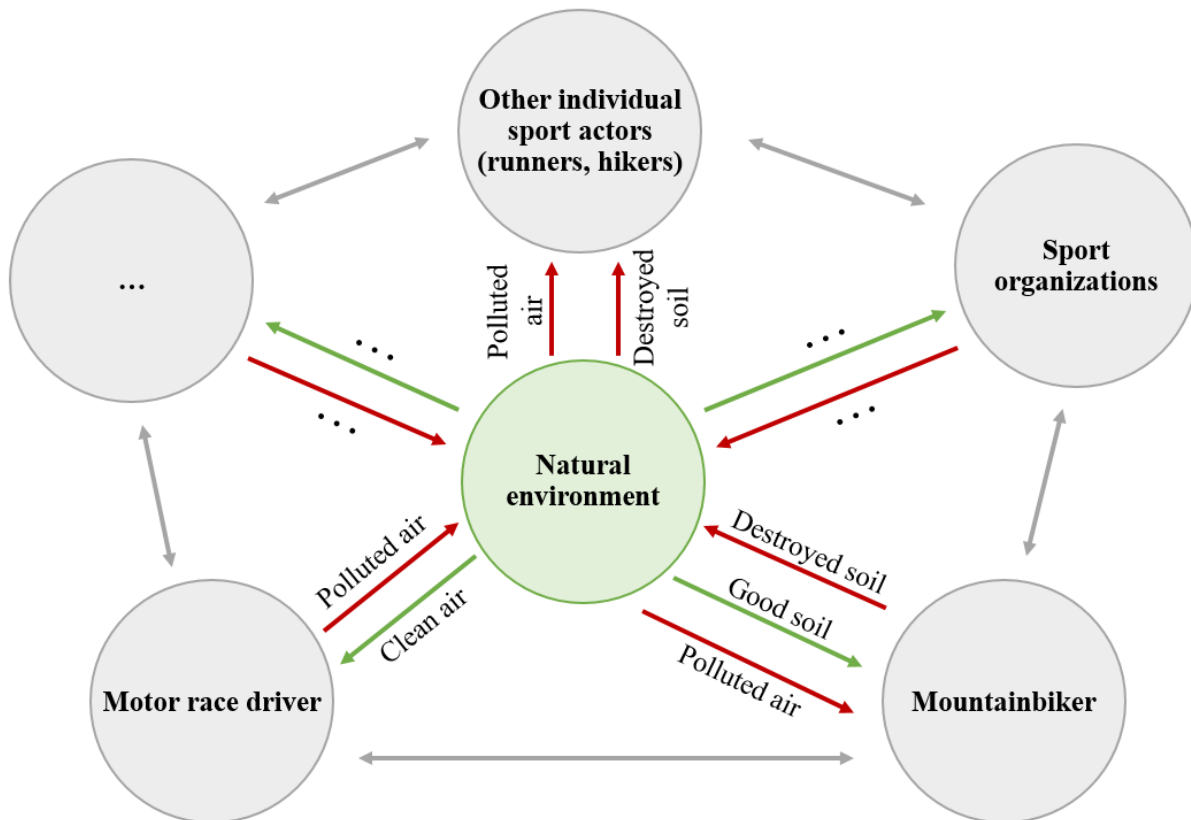 Other individual
sport actors
(runners, hikers)
...
Sport
organizations
Polluted
air
Destroyed
soil
...
...
...
...
Natural
environment
Polluted air
Clean air
Destroyed soil
Good soil
Polluted air
Motor race driver
Mountainbiker